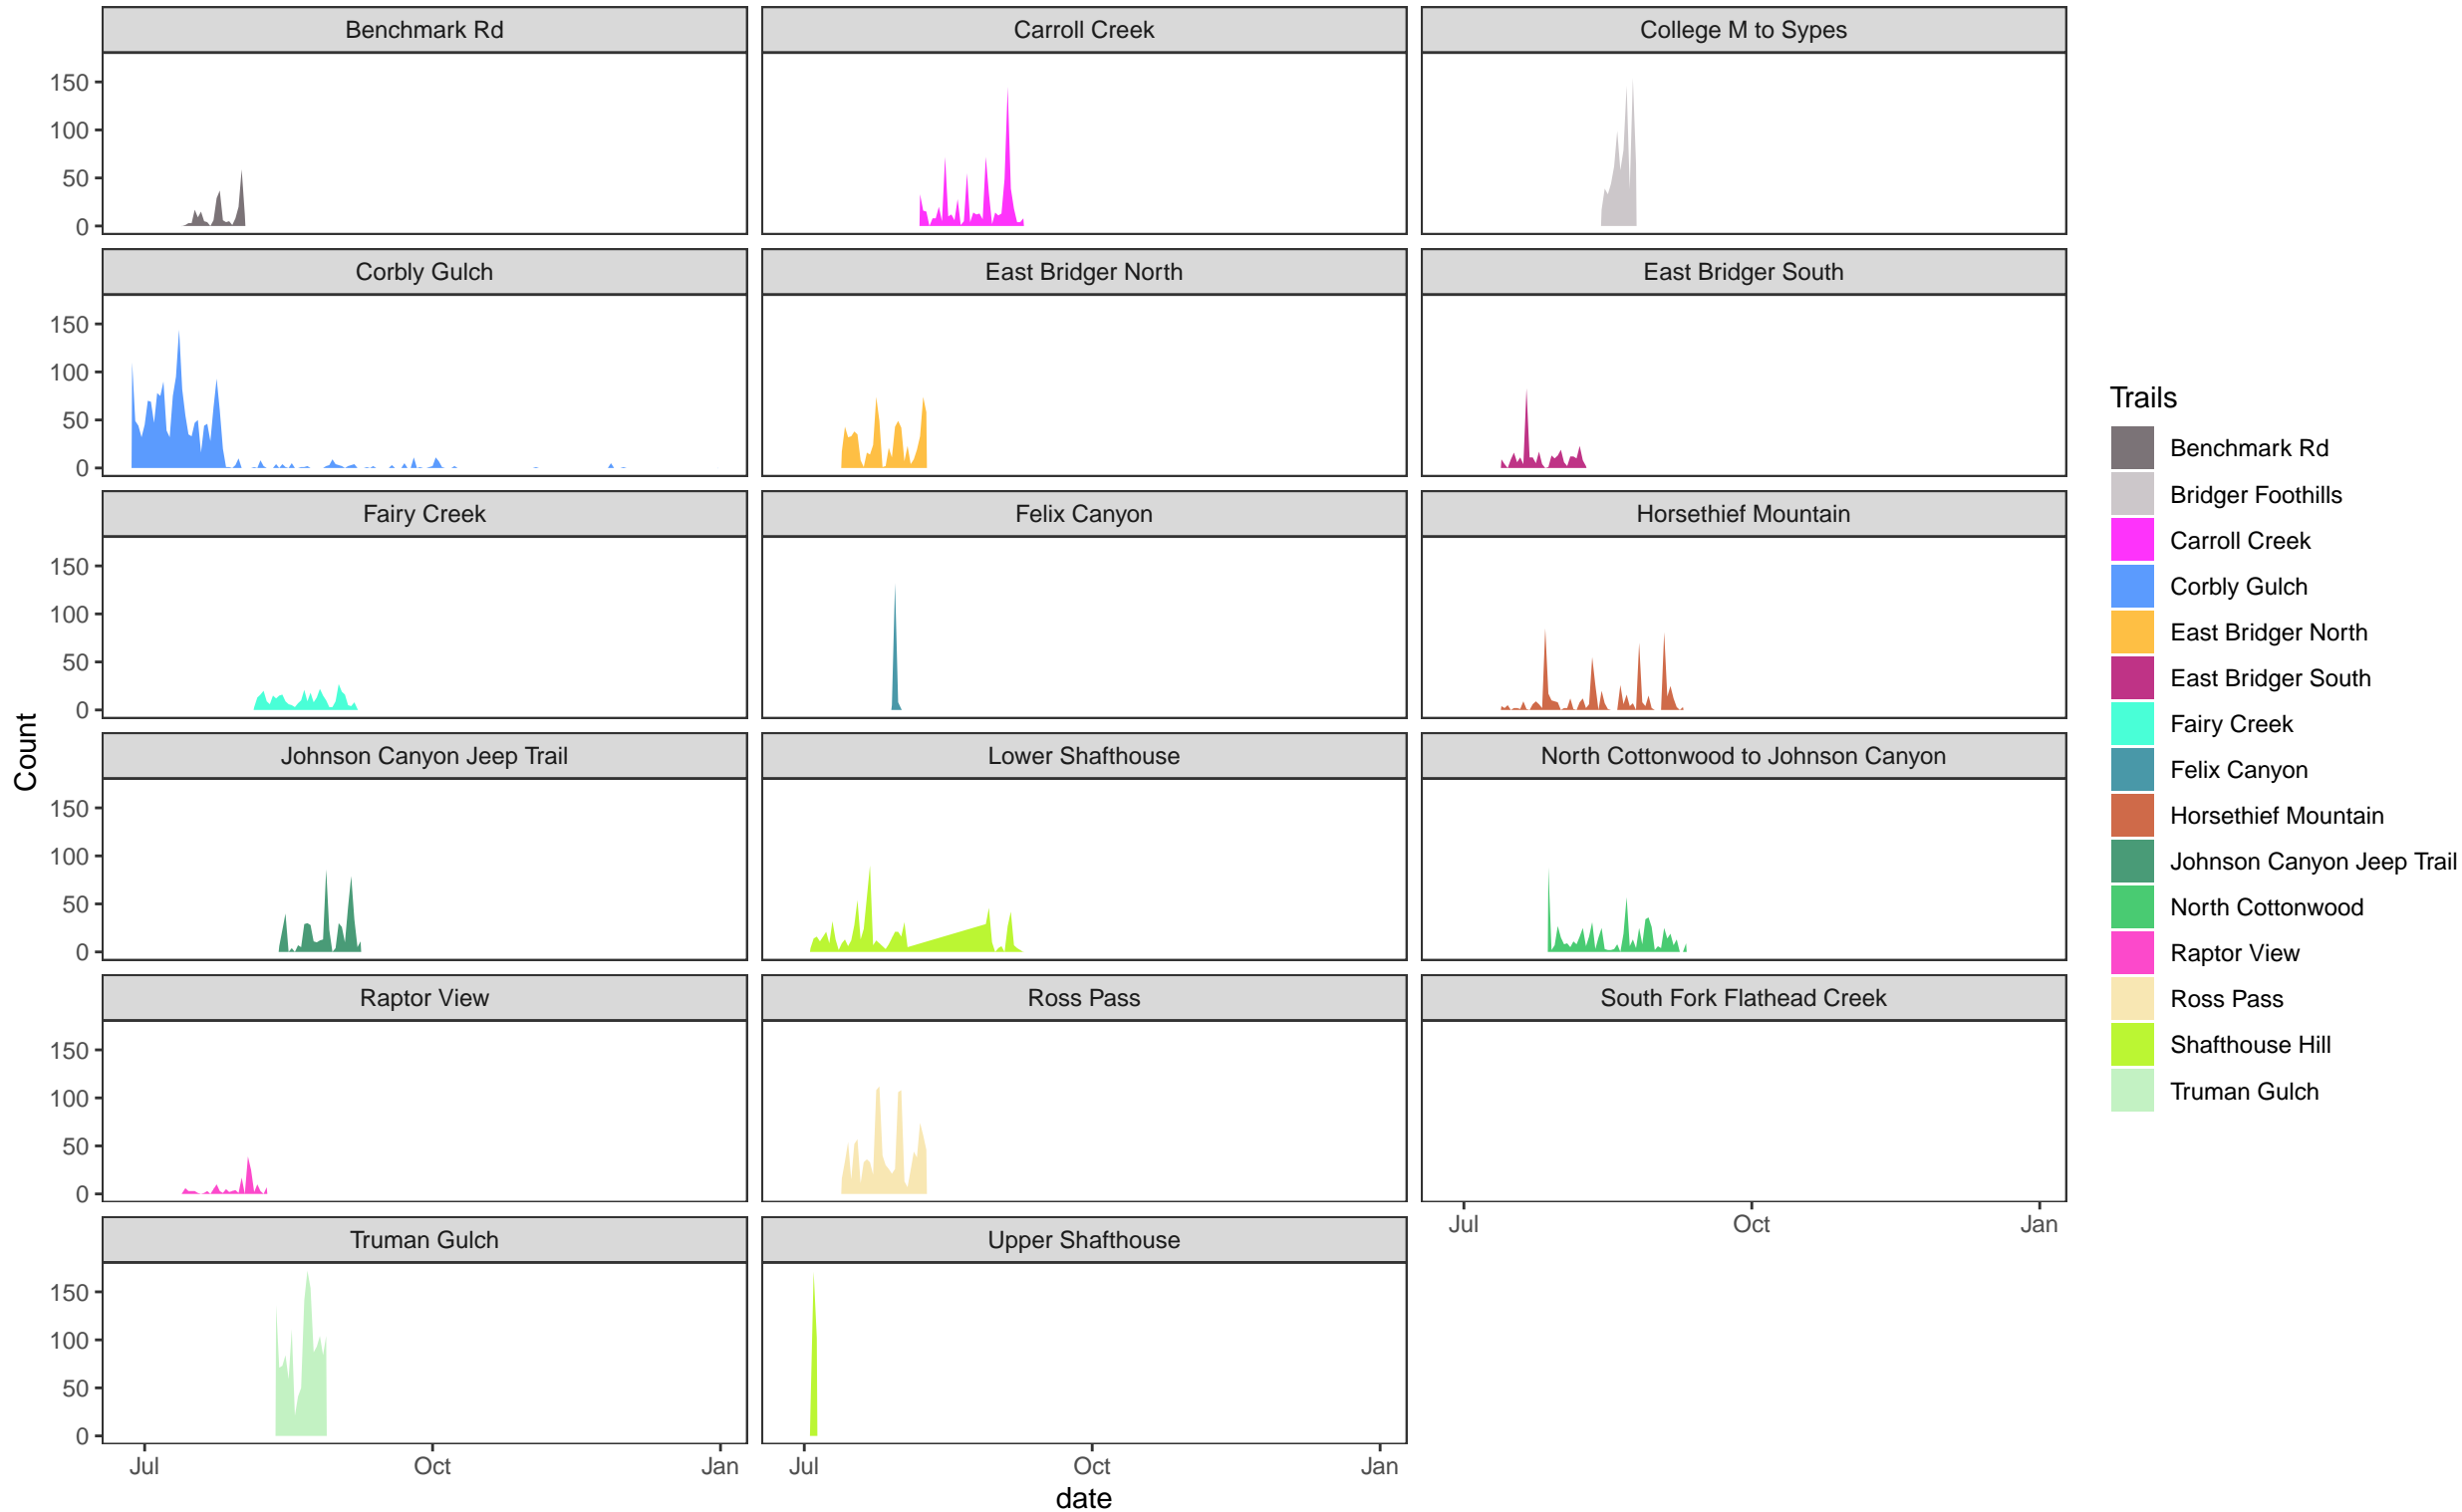 Benchmark Rd
Carroll Creek
College M to Sypes
150
100
50
0
Corbly Gulch
East Bridger North
East Bridger South
150
100
50
0
Fairy Creek
Felix Canyon
Horsethief Mountain
150
100
50
0
Johnson Canyon Jeep Trail
Lower Shafthouse
North Cottonwood to Johnson Canyon
150
100
50
0
Raptor View
Ross Pass
South Fork Flathead Creek
150
100
50
0
Jul
Oct
Jan
Truman Gulch
Upper Shafthouse
150
100
50
0
Jul
Oct
Jan
Jul
Oct
Jan
date
Count
Trails
Benchmark Rd
Bridger Foothills
Carroll Creek
Corbly Gulch
East Bridger North
East Bridger South
Fairy Creek
Felix Canyon
Horsethief Mountain
Johnson Canyon Jeep Trail
North Cottonwood
Raptor View
Ross Pass
Shafthouse Hill
Truman Gulch